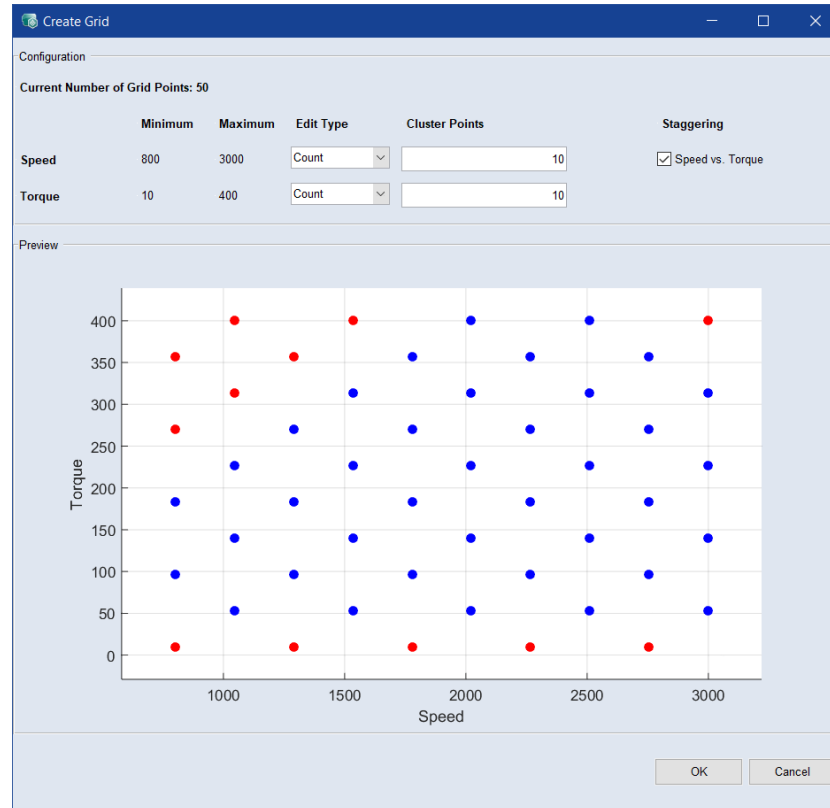 Create Grid
Configuration
Current Number of Grid Points: 50
Minimum Maximum Edit Type Cluster Points Staggering
Speed 800 3000 Count 10 Speed vs. Torque
Torque 10 400 Count 10
Preview
400
350
300
250
200
150
100
50
0
Torque
1000 1500 2000 2500 3000
Speed
OK Cancel